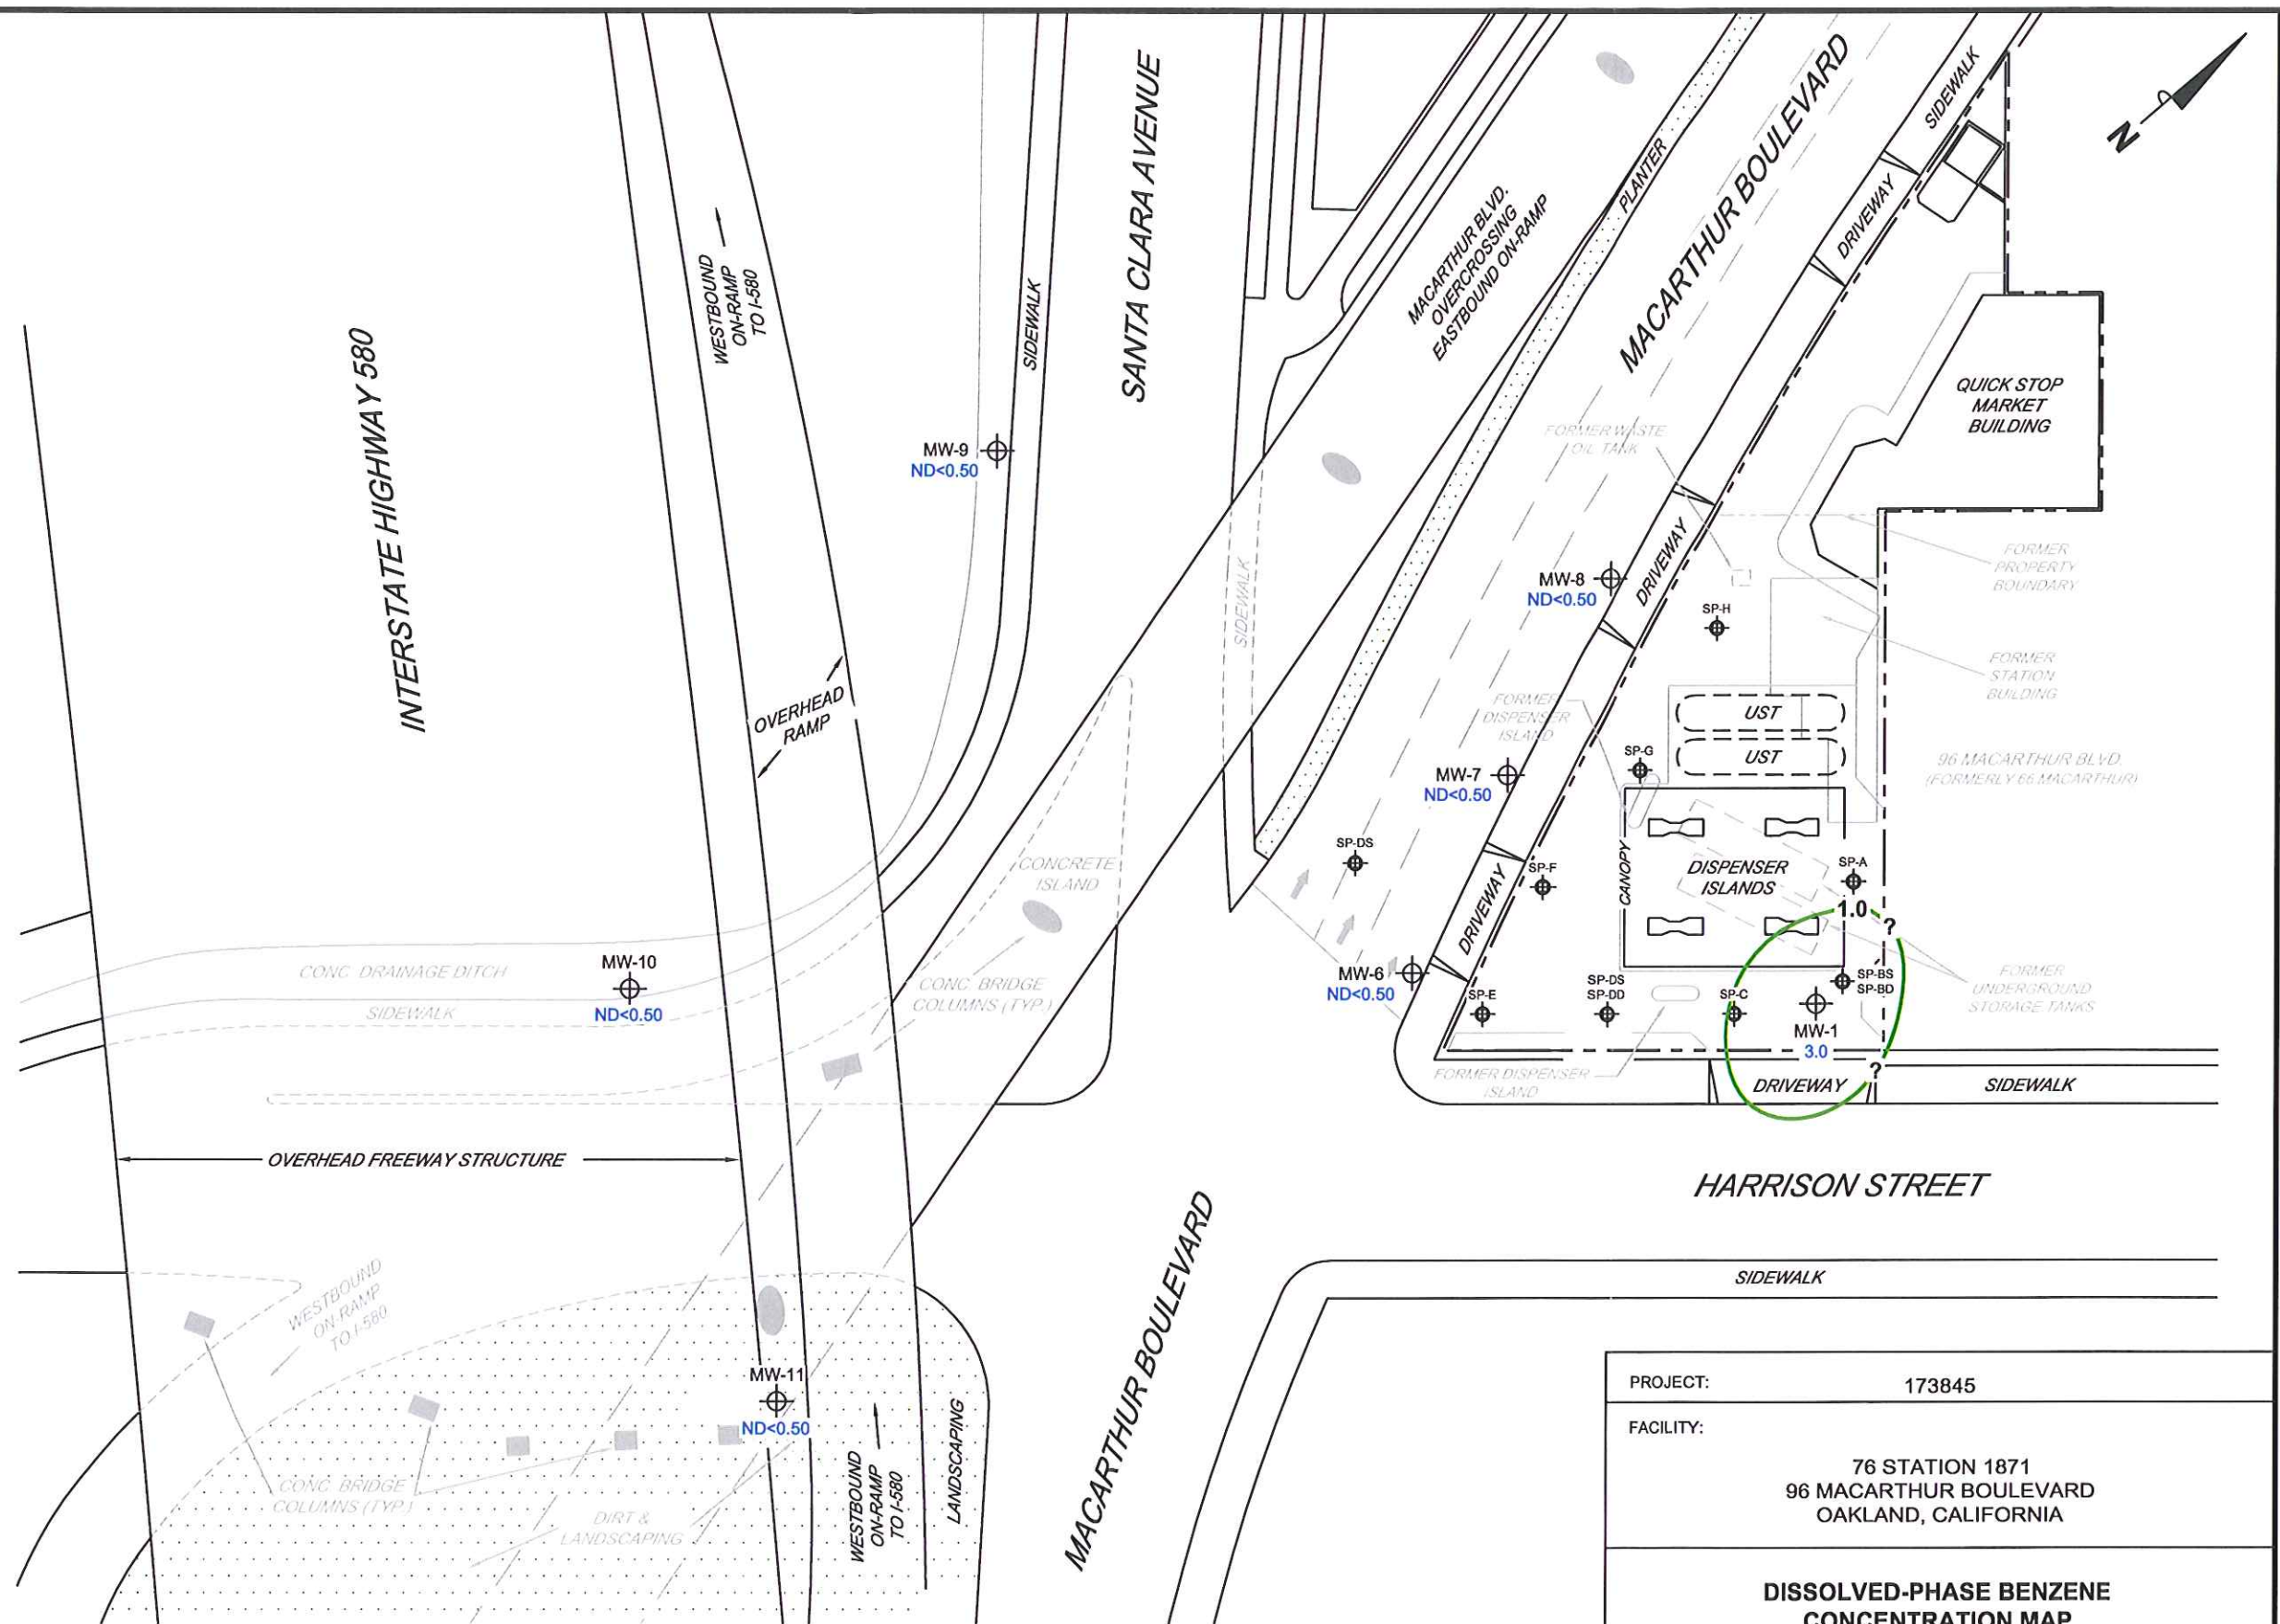 INTERSTATE HIGHWAY 580
WESTBOUND
ON-RAMP
TO I-580
SIDEWALK
SANTA CLARA AVENUE
MACARTHUR BLVD.
OVERCROSSING
EASTBOUND ON-RAMP
PLANTER
MACARTHUR BOULEVARD
SIDEWALK
DRIVEWAY
N
QUICK STOP
MARKET
BUILDING
MW-9
ND<0.50
FORMER WASTE
OIL TANK
DRIVEWAY
SIDEWALK
MW-8
ND<0.50
SP-H
FORMER
PROPERTY
BOUNDARY
FORMER
STATION
BUILDING
OVERHEAD
RAMP
FORMER
DISPENSER
ISLAND
UST
UST
SP-G
96 MACARTHUR BLVD.
(FORMERLY 66 MACARTHUR)
MW-7
ND<0.50
SP-DS
SP-F
CANOPY
DISPENSER
ISLANDS
SP-A
1.0
?
CONCRETE
ISLAND
DRIVEWAY
MW-10
ND<0.50
CONC. DRAINAGE DITCH
SIDEWALK
CONC. BRIDGE
COLUMNS (TYP.)
MW-6
ND<0.50
SP-E
SP-DS
SP-DD
SP-C
SP-BS
SP-BD
MW-1
3.0
?
FORMER
UNDERGROUND
STORAGE TANKS
FORMER DISPENSER
ISLAND
DRIVEWAY
SIDEWALK
OVERHEAD FREEWAY STRUCTURE
HARRISON STREET
SIDEWALK
MACARTHUR BOULEVARD
WESTBOUND
ON-RAMP
TO I-580
MW-11
ND<0.50
CONC. BRIDGE
COLUMNS (TYP.)
DIRT &
LANDSCAPING
WESTBOUND
ON-RAMP
TO I-580
LANDSCAPING
PROJECT: 173845
FACILITY:
76 STATION 1871
96 MACARTHUR BOULEVARD
OAKLAND, CALIFORNIA
DISSOLVED-PHASE BENZENE
CONCENTRATION MAP